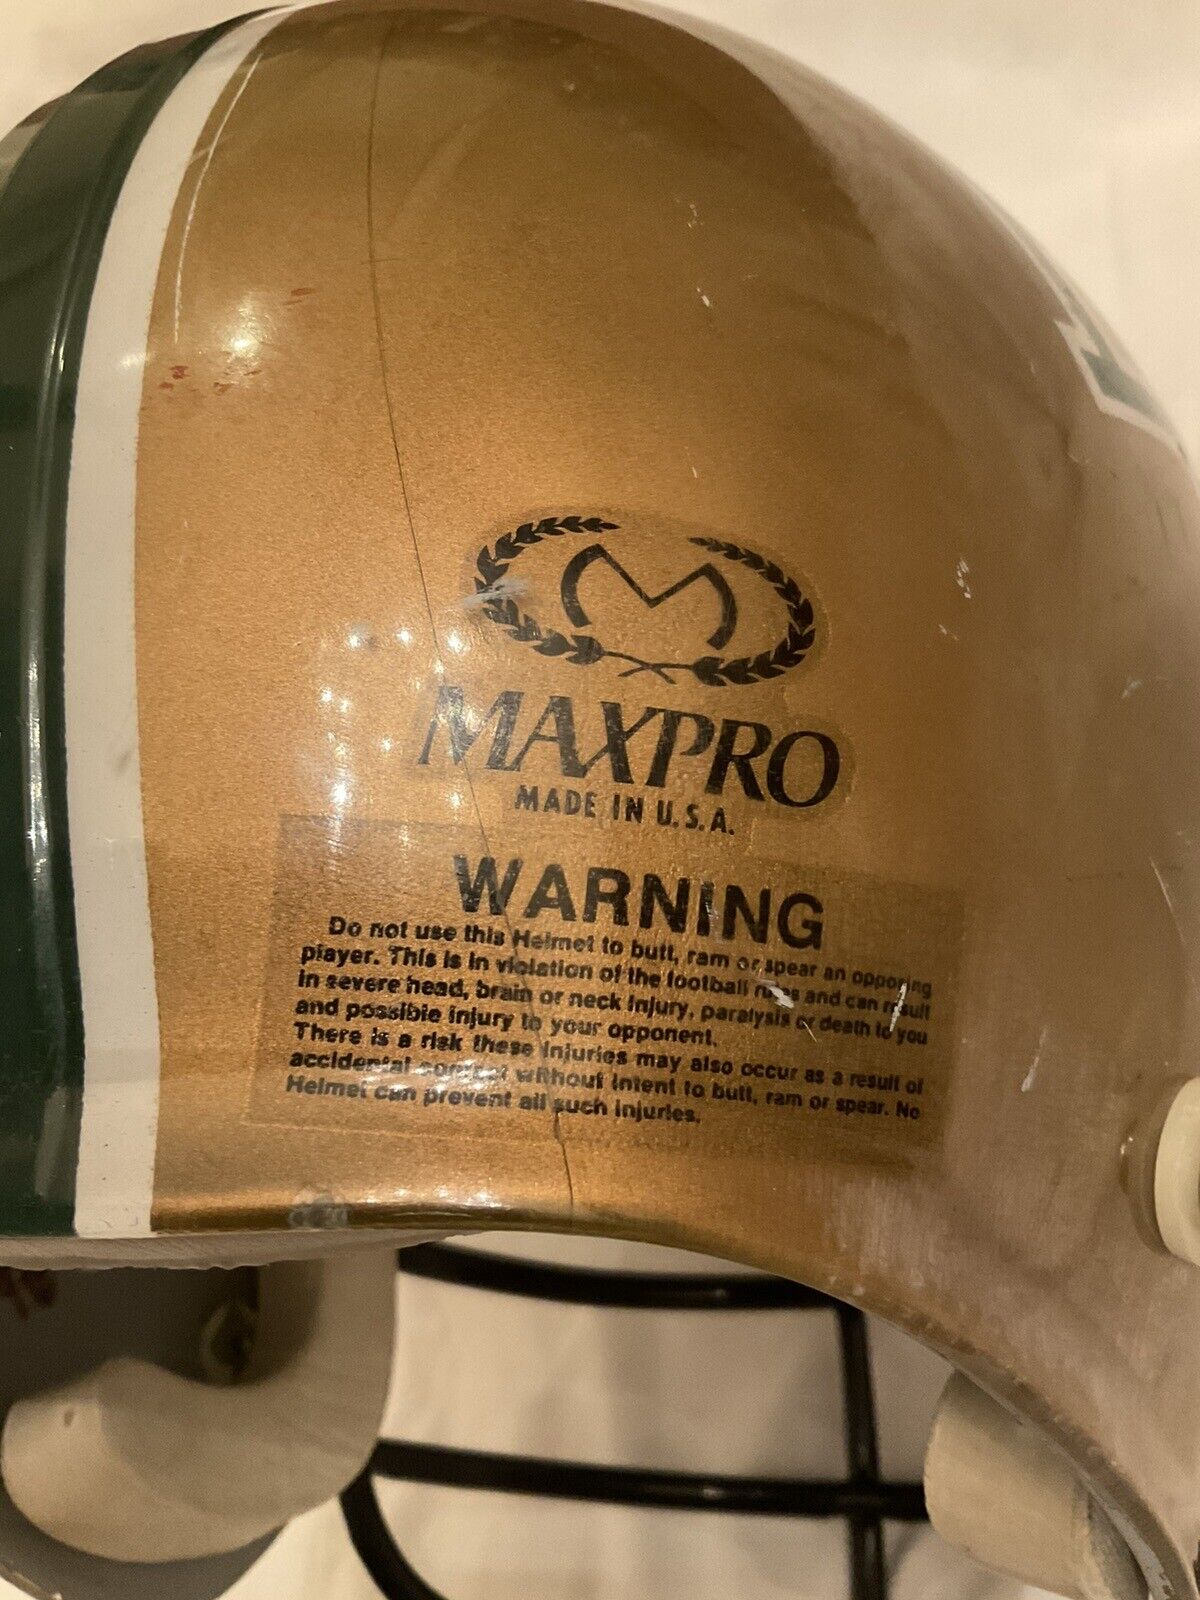 M
MAXPRO
MADE IN U.S.A.
WARNING
Do not use this Helmet to butt, ram or spear an opposing
player. This is in violation of the football rules and can result
in severe head, brain or neck injury, paralysis or death to you
and possible injury to your opponent.
There is a risk these injuries may also occur as a result of
accidental contact without intent to butt, ram or spear. No
Helmet can prevent all such injuries.